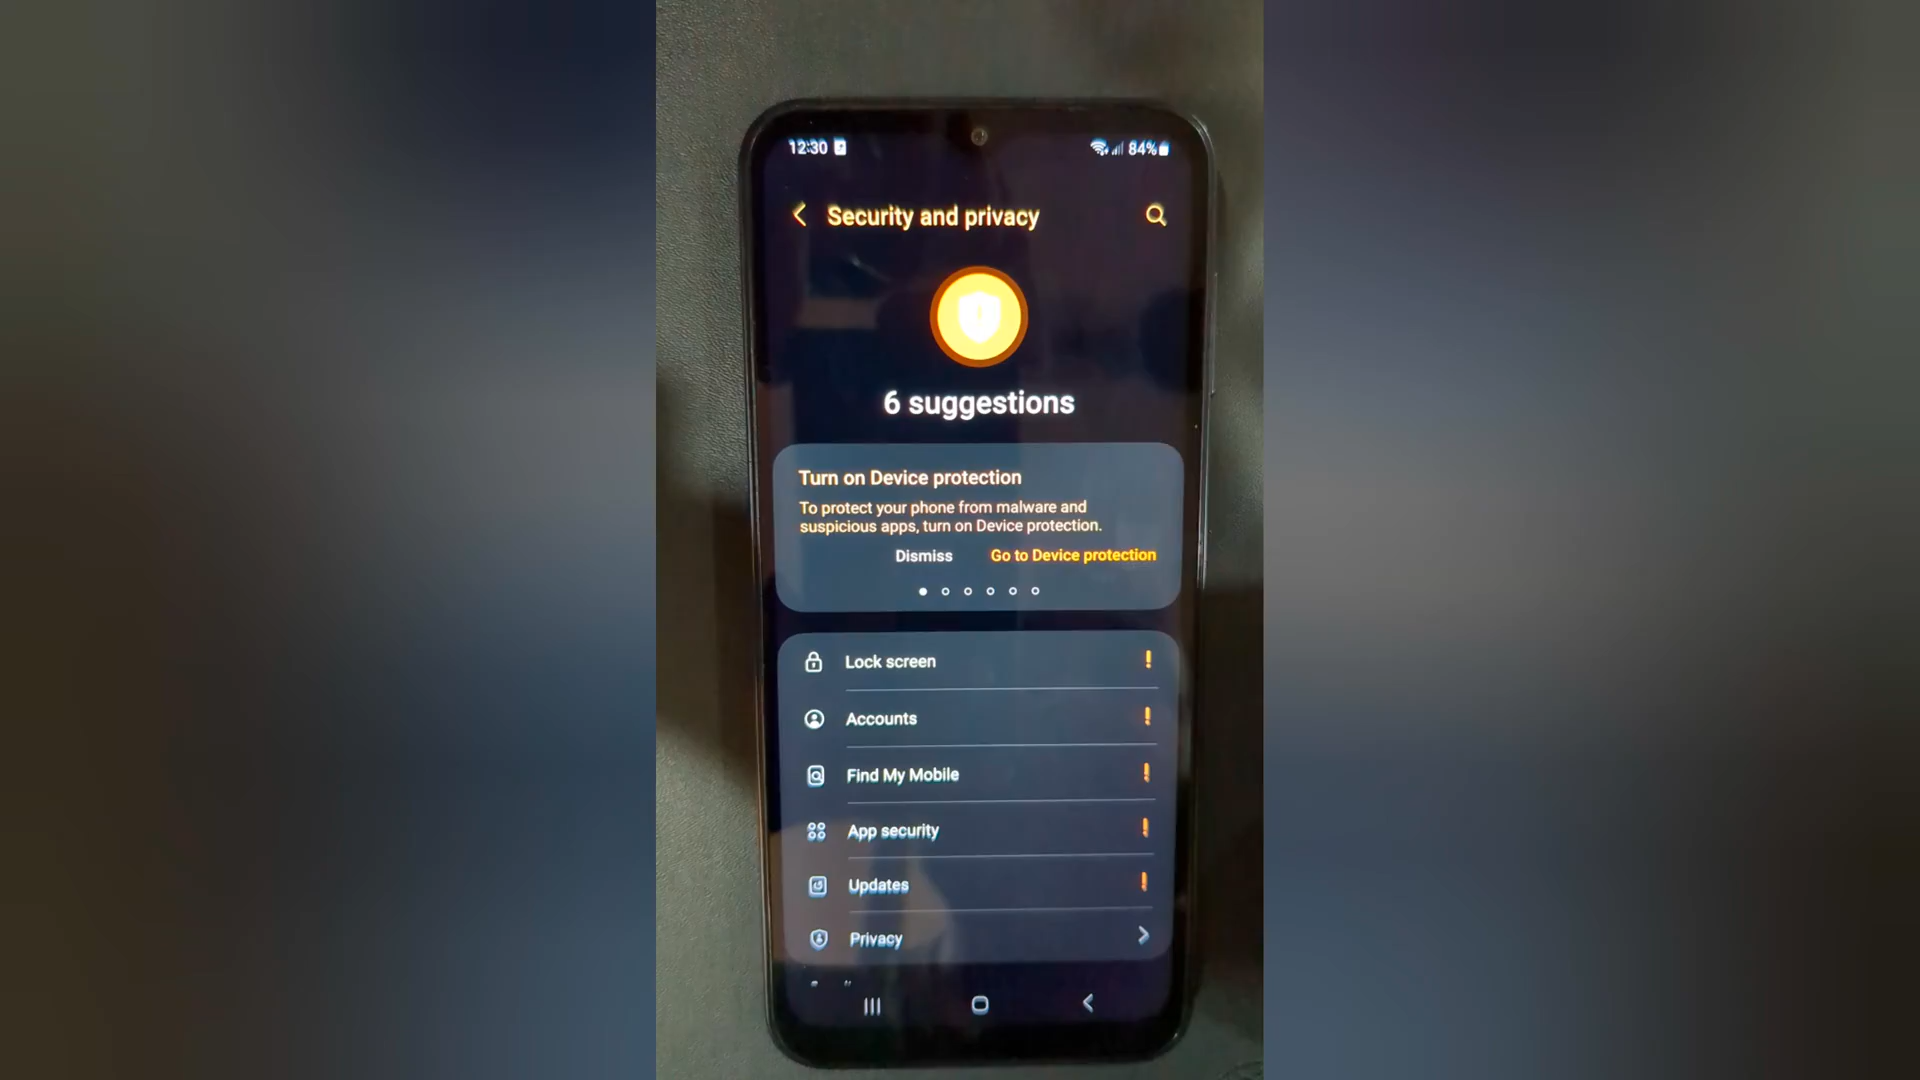 12:30
84%
Security and privacy
6 suggestions
Turn on Device protection
To protect your phone from malware and
suspicious apps, turn on Device protection.
Dismiss Go to Device protection
Lock screen
Accounts
Find My Mobile
App security
Updates
Privacy